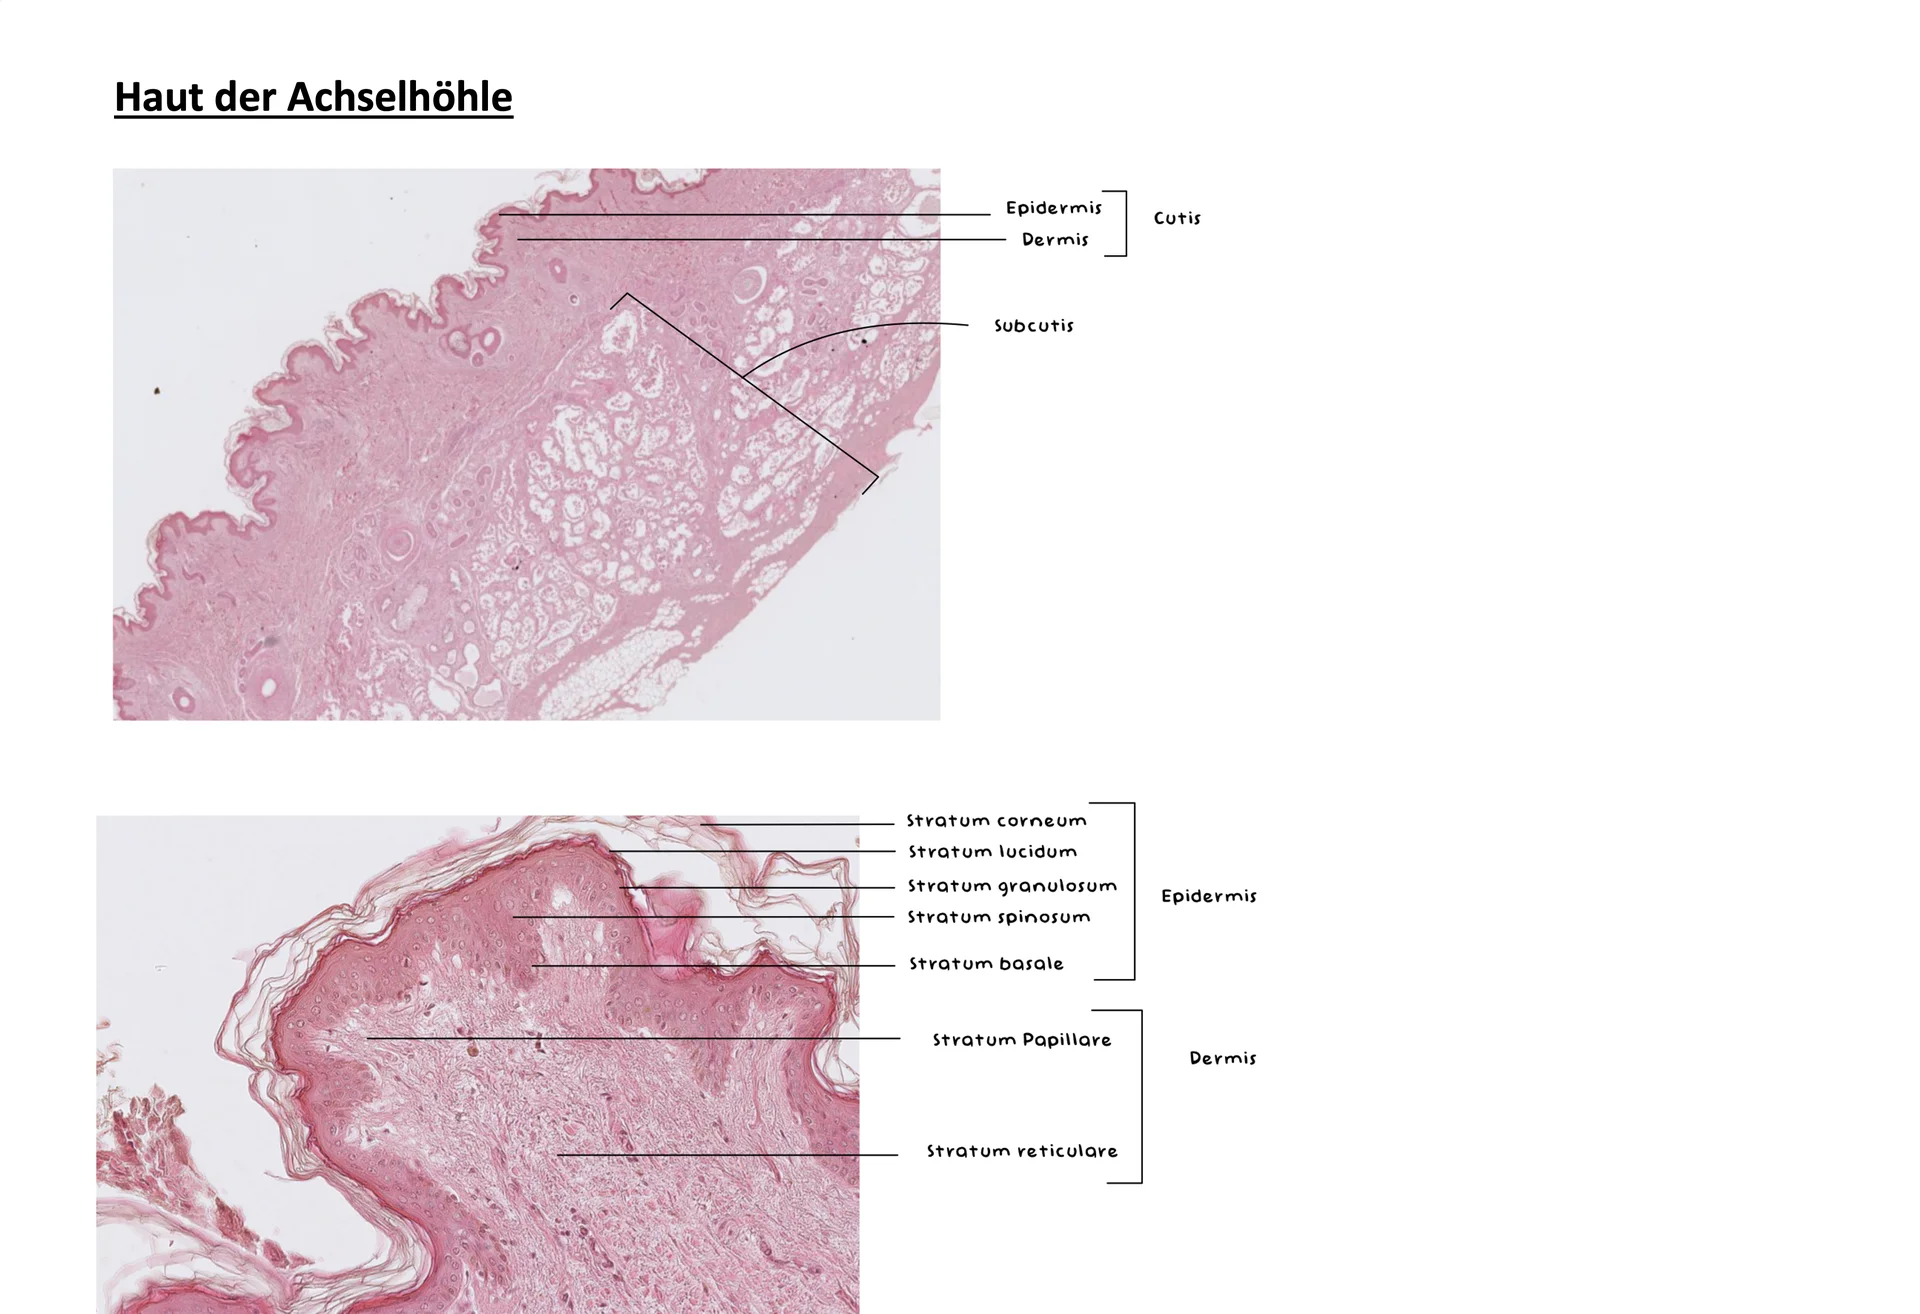 Haut der Achselhöhle
Epidermis
Cutis
Dermis
Subcutis
Stratum corneum
Stratum lucidum
Stratum granulosum
Epidermis
Stratum spinosum
Stratum basale
Stratum Papillare
Dermis
Stratum reticulare